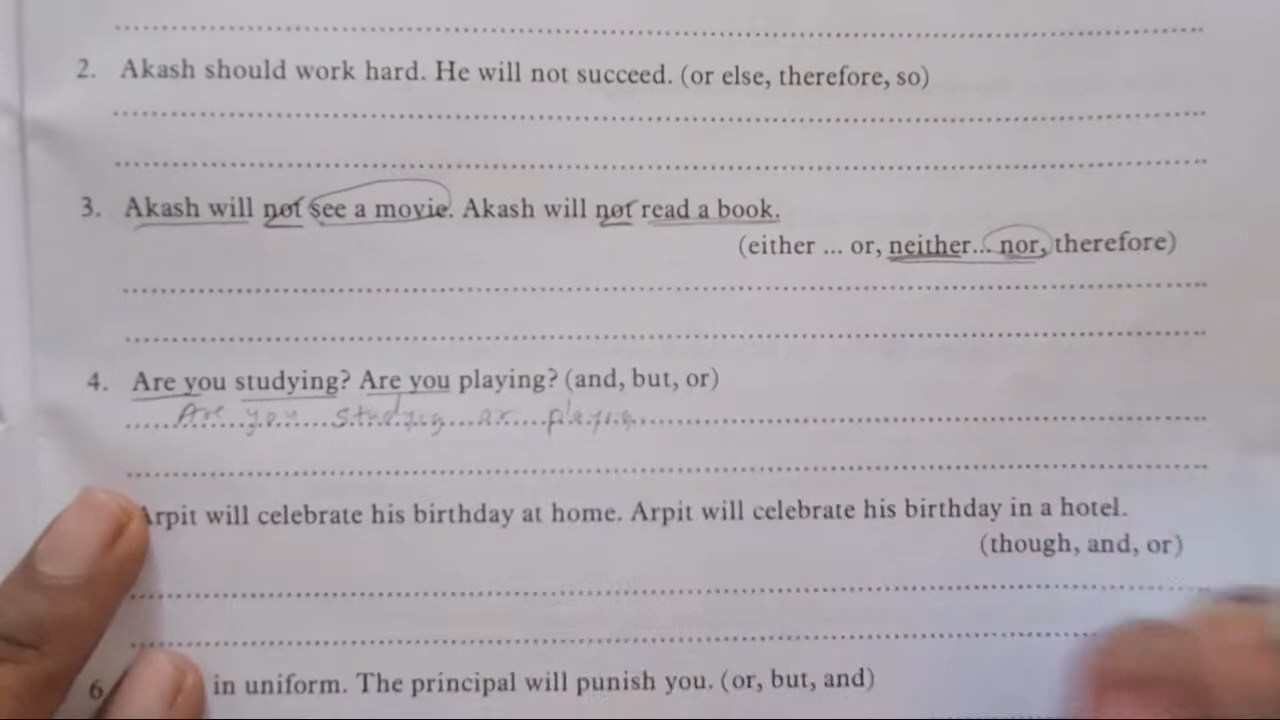 2. Akash should work hard. He will not succeed. (or else, therefore, so)
3. Akash will not see a movie. Akash will not read a book.
(either ... or, neither... nor, therefore)
4. Are you studying? Are you playing? (and, but, or)
Are you studying or playing
Arpit will celebrate his birthday at home. Arpit will celebrate his birthday in a hotel.
(though, and, or)
6 in uniform. The principal will punish you. (or, but, and)